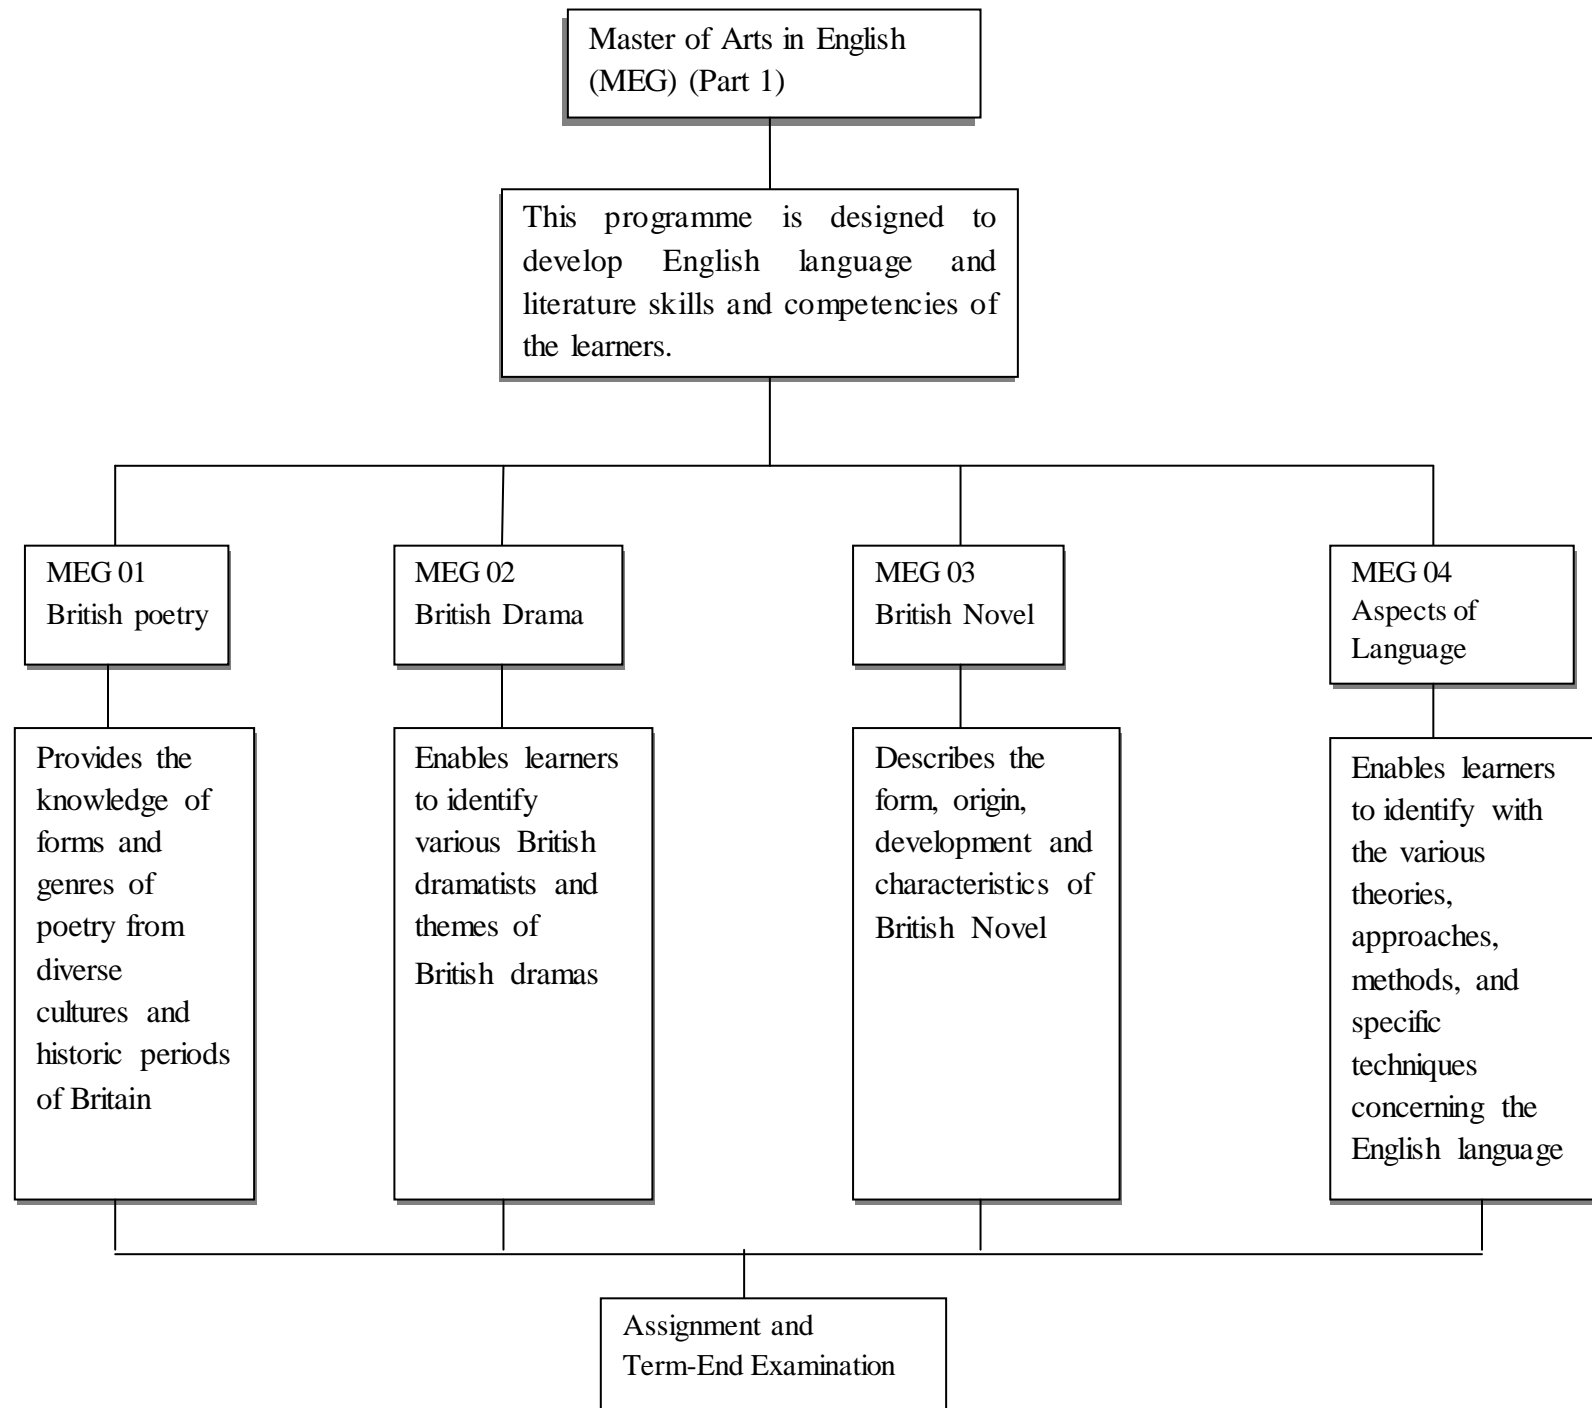 Master of Arts in English
(MEG) (Part 1)
This programme is designed to
develop English language and
literature skills and competencies of
the learners.
MEG 01
British poetry
MEG 02
British Drama
MEG 03
British Novel
MEG 04
Aspects of
Language
Provides the
knowledge of
forms and
genres of
poetry from
diverse
cultures and
historic periods
of Britain
Enables learners
to identify
various British
dramatists and
themes of
British dramas
Describes the
form, origin,
development and
characteristics of
British Novel
Enables learners
to identify with
the various
theories,
approaches,
methods, and
specific
techniques
concerning the
English language
Assignment and
Term-End Examination